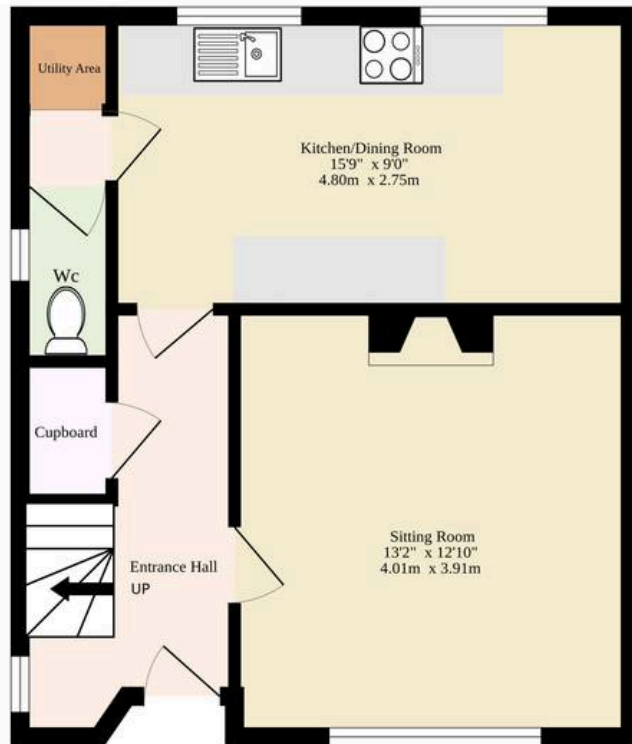 Utility Area
Kitchen/Dining Room
15'9" x 9'0"
4.80m x 2.75m
Wc
Cupboard
Entrance Hall
UP
Sitting Room
13'2" x 12'10"
4.01m x 3.91m